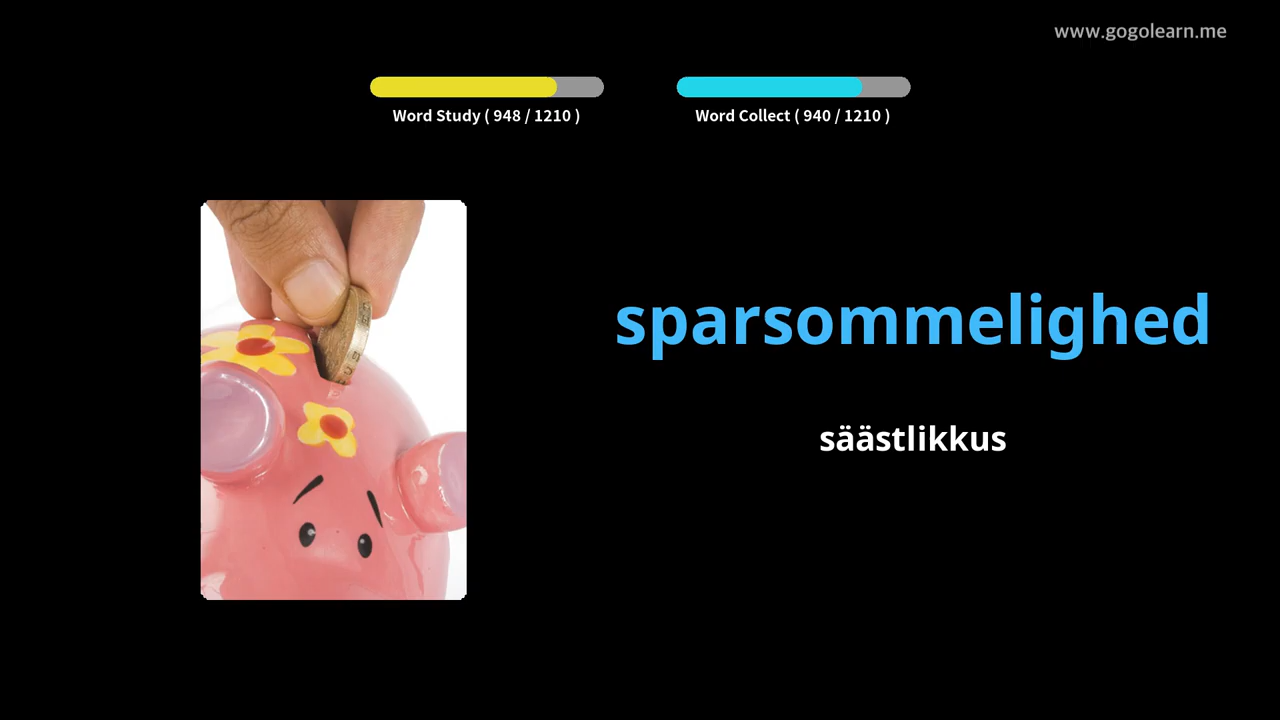 www.gogolearn.me
Word Study ( 948 / 1210 )
Word Collect ( 940 / 1210 )
sparsommelighed
säästlikkus